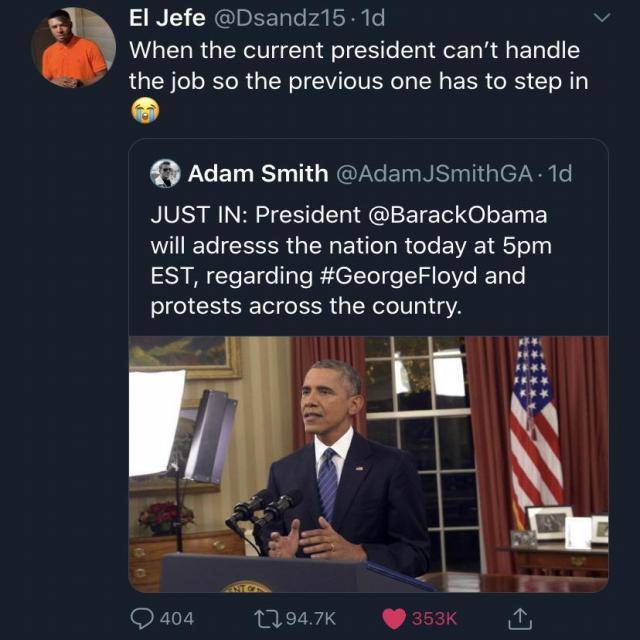 El Jefe @Dsandz15 · 1d
When the current president can’t handle
the job so the previous one has to step in
😭
Adam Smith @AdamJSmithGA · 1d
JUST IN: President @BarackObama
will adresss the nation today at 5pm
EST, regarding #GeorgeFloyd and
protests across the country.
404 94.7K 353K